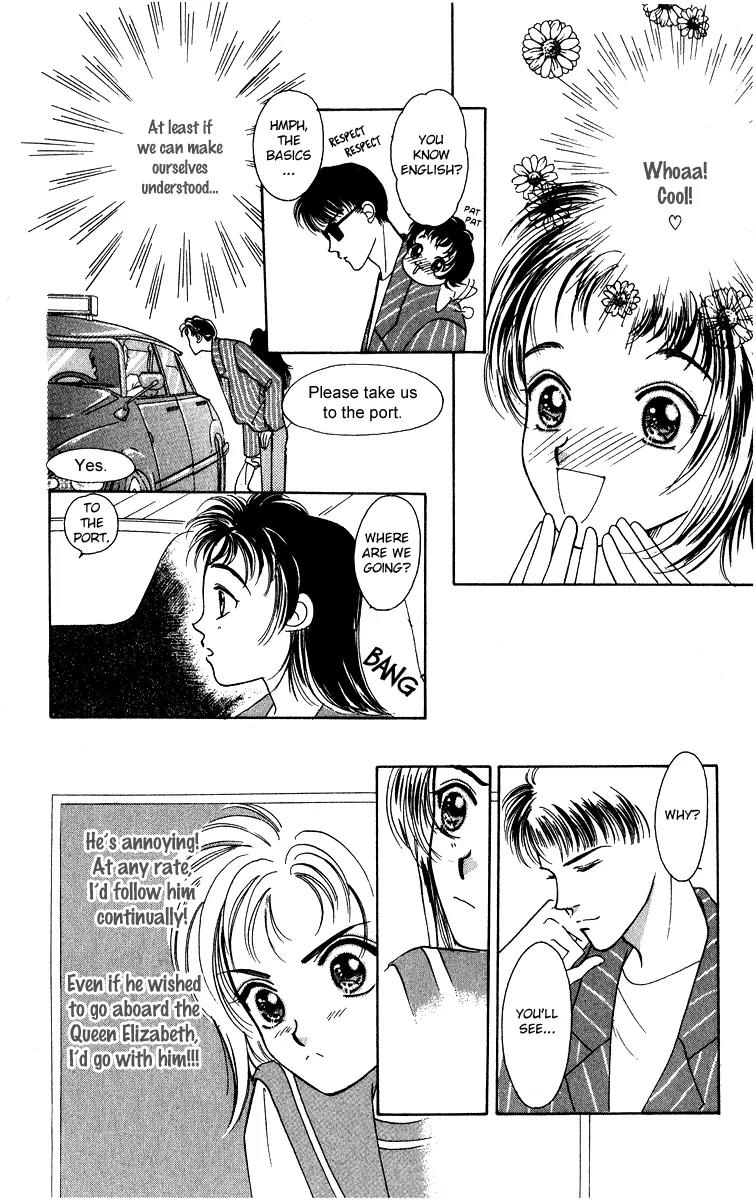 Whoaa!
Cool!
♡
YOU
KNOW
ENGLISH?
PAT
PAT
RESPECT
RESPECT
HMPH,
THE
BASICS
...
At least if
we can make
ourselves
understood...
Please take us
to the port.
Yes.
WHERE
ARE WE
GOING?
BANG
TO
THE
PORT.
WHY?
YOU'LL
SEE...
He's annoying!
At any rate,
I'd follow him
continually!
Even if he wished
to go aboard the
Queen Elizabeth,
I'd go with him!!!